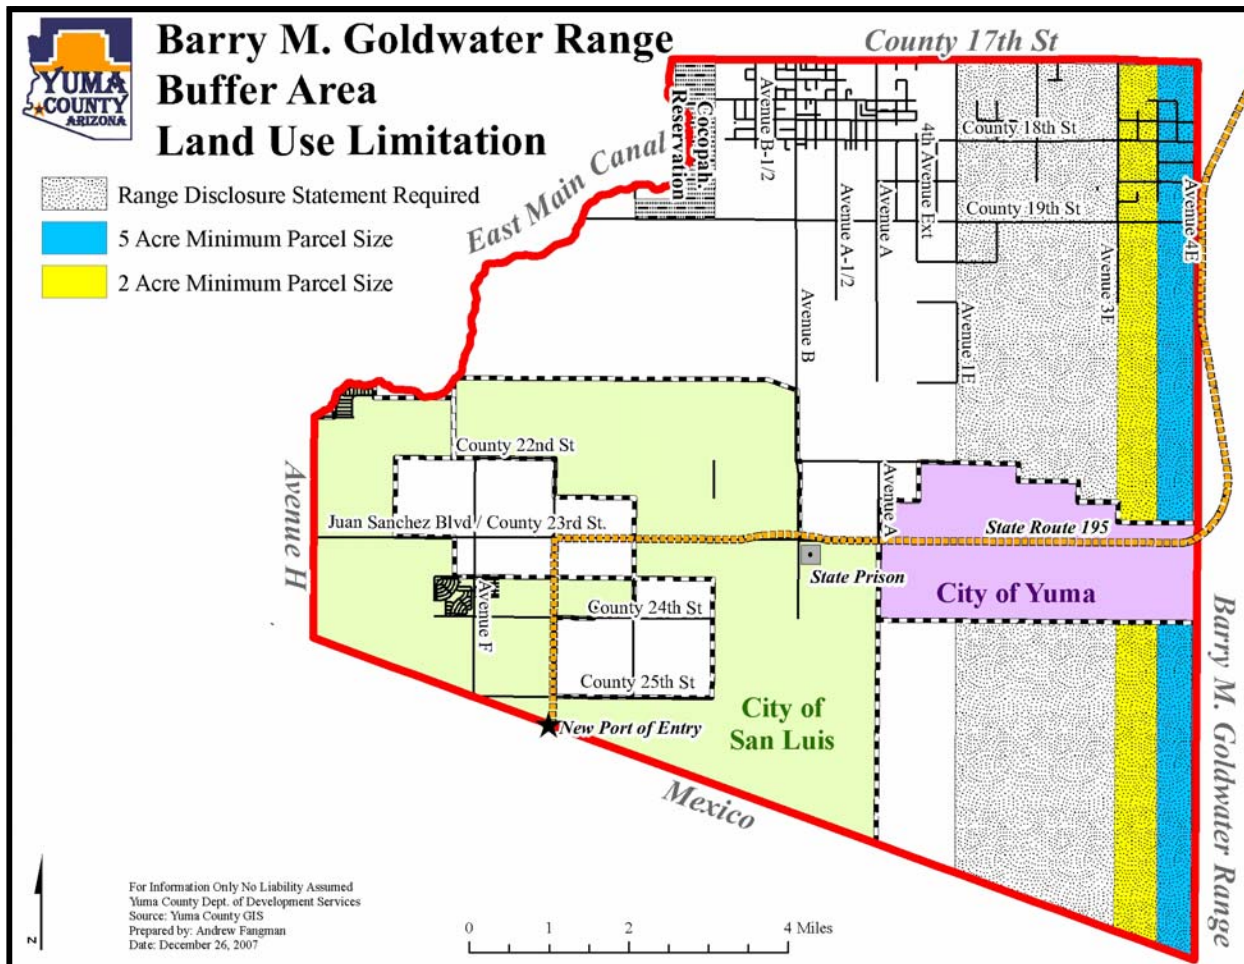 Barry M. Goldwater Range
Buffer Area
Land Use Limitation
YUMA
COUNTY
ARIZONA
Range Disclosure Statement Required
5 Acre Minimum Parcel Size
2 Acre Minimum Parcel Size
County 17th St
East Main Canal
Cocopah.
Reservation
Avenue B-1/2
County 18th St
4th Avenue Ext
County 19th St
Avenue A-1/2
Avenue A
Avenue 4E
Avenue 3E
Avenue B
Avenue 1E
County 22nd St
Avenue H
Juan Sanchez Blvd / County 23rd St.
Avenue A
State Route 195
State Prison
City of Yuma
Avenue F
County 24th St
County 25th St
City of
San Luis
New Port of Entry
Mexico
Barry M. Goldwater Range
For Information Only No Liability Assumed
Yuma County Dept. of Development Services
Source: Yuma County GIS
Prepared by: Andrew Fangman
Date: December 26, 2007
N
0 1 2 4 Miles